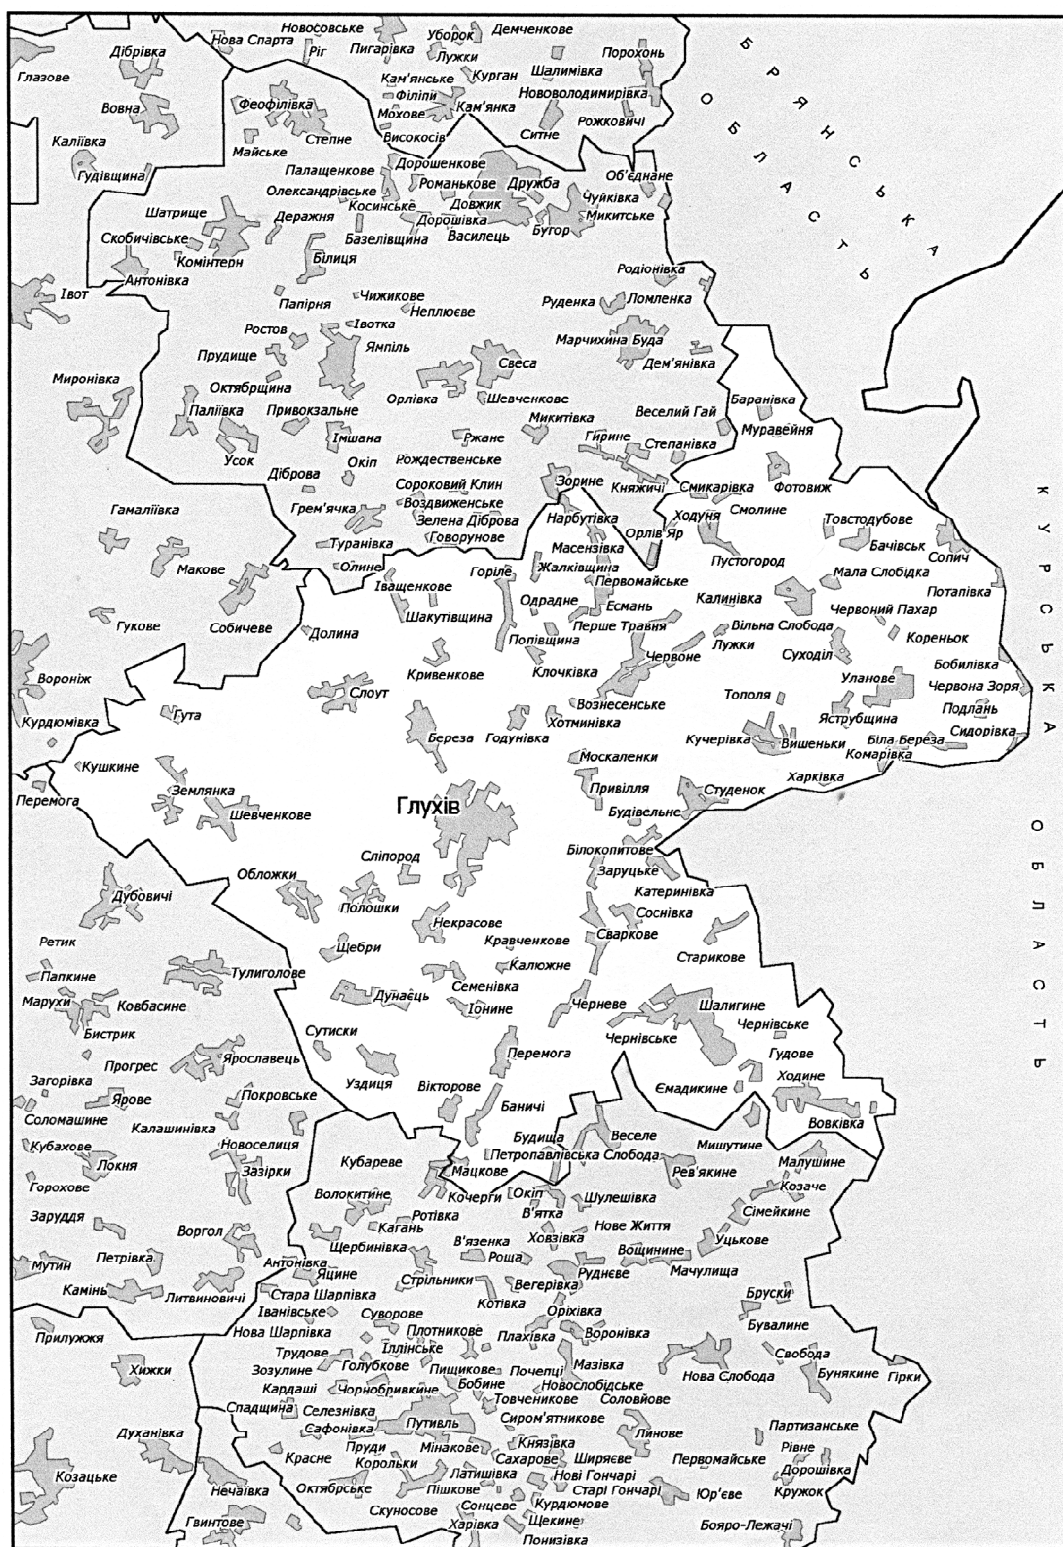 Новосовське
Нова Спарта
Ріг
Пигарівка
Уборок
Демченкове
Дібрівка
Лужки
Порохонь
Глазове
Кам'янське
Курган
Шалимівка
Вовна
Феофілівка
Філіпи
Нововолодимирівка
Мохове
Кам'янка
Степне
Високосів
Ситне
Рожковичі
Каліївка
Майське
Гудівщина
Палащенкове
Дорошенкове
Об'єднане
Олександрівське
Романькове
Дружба
Чуйківка
Косинське
Довжик
Микитське
Шатрище
Деражня
Дорошівка
Бугор
Скобичівське
Базелівщина
Василець
Комінтерн
Білиця
Антонівка
Родіонівка
Івот
Папірня
Чижикове
Неплюєве
Руденка
Ломленка
Ростов
Івотка
Ямпіль
Марчихина Буда
Прудище
Свеса
Дем'янівка
Миронівка
Октябрщина
Орлівка
Шевченкове
Баранівка
Паліївка
Привокзальне
Микитівка
Веселий Гай
Муравейня
Імшана
Ржане
Гирине
Степанівка
Усок
Окіп
Рождественське
Діброва
Зорине
Княжичі
Смикарівка
Фотовиж
Сороковий Клин
Грем'ячка
Воздвиженське
Смолине
Гамаліївка
Зелена Діброва
Нарбутівка
Ходуня
Товстодубове
Туранівка
Говорунове
Орлів Яр
Масензівка
Бачівськ
Сопич
Макове
Олине
Горіле
Жалківщина
Пустогород
Іващенкове
Первомайське
Мала Слобідка
Потапівка
Одрадне
Есмань
Калинівка
Шакутівщина
Червоний Пахар
Гукове
Собичеве
Долина
Попівщина
Перше Травня
Вільна Слобода
Кореньок
Лужки
Червоне
Суходіл
Кривенкове
Клочківка
Бобилівка
Вороніж
Слоут
Уланове
Червона Зоря
Тополя
Вознесенське
Подлань
Курдюмівка
Гута
Хотминівка
Яструбщина
Береза
Годунівка
Кучерівка
Вишеньки
Біла Береза
Сидорівка
Москаленки
Комарівка
Кушкине
Харківка
Перемога
Землянка
Привілля
Студенок
Глухів
Шевченкове
Будівельне
Білокопитове
Сліпород
Заруцьке
Обложки
Дубовичі
Катеринівка
Полошки
Соснівка
Некрасове
Сваркове
Ретик
Щебри
Кравченкове
Старикове
Папкине
Тулиголове
Калюжне
Марухи
Ковбасине
Дунаєць
Семенівка
Іонине
Черневе
Шалигине
Бистрик
Сутиски
Чернівське
Чернівське
Ярославець
Перемога
Гудове
Прогрес
Загорівка
Уздиця
Вікторове
Ємадикине
Ходине
Ярове
Покровське
Баничі
Соломашине
Калашинівка
Вовківка
Кубахове
Новоселиця
Будища
Веселе
Мишутине
Локня
Кубареве
Петропавлівська Слобода
Малушине
Зазірки
Мацкове
Рев'якине
Горохове
Волокитине
Кочерги
Окіп
Шулешівка
Козаче
Заруддя
Ротівка
В'ятка
Сімейкине
Воргол
Кагань
Нове Життя
Щербинівка
В'язенка
Ховзівка
Уцькове
Мутин
Петрівка
Антонівка
Роша
Вощинине
Яцине
Стрільники
Руднєве
Мачулища
Камінь
Литвиновичі
Стара Шарпівка
Вегерівка
Бруски
Іванівське
Котівка
Оріхівка
Суворове
Бувалине
Прилужжя
Нова Шарпівка
Плотникове
Плахівка
Воронівка
Трудове
Іллінське
Свобода
Хижки
Зозулине
Голубкове
Пищикове
Почепці
Мазівка
Нова Слобода
Бунякине
Гірки
Кардаші
Чорнобривкине
Бобине
Новослобідське
Товченикове
Соловйове
Спадщина
Селезнівка
Путивль
Сиром'ятникове
Партизанське
Духанівка
Сафонівка
Линове
Князівка
Пруди
Мінакове
Рівне
Красне
Корольки
Сахарове
Ширяєве
Первомайське
Козацьке
Латишівка
Нові Гончарі
Дорошівка
Нечаївка
Октябрське
Пішкове
Старі Гончарі
Юр'єве
Кружок
Скуносове
Сонцеве
Курдюмове
Гвинтове
Харівка
Щекине
Бояро-Лежачі
Понизівка
БРЯНСЬКА
ОБЛАСТЬ
КУРСЬКА ОБЛАСТЬ